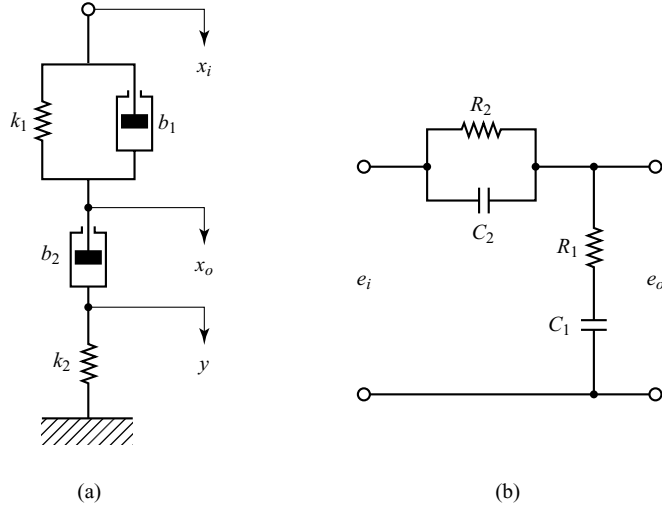 x_i
k_1
b_1
b_2
x_o
k_2
y
(a)
R_2
C_2
R_1
e_i
e_o
C_1
(b)